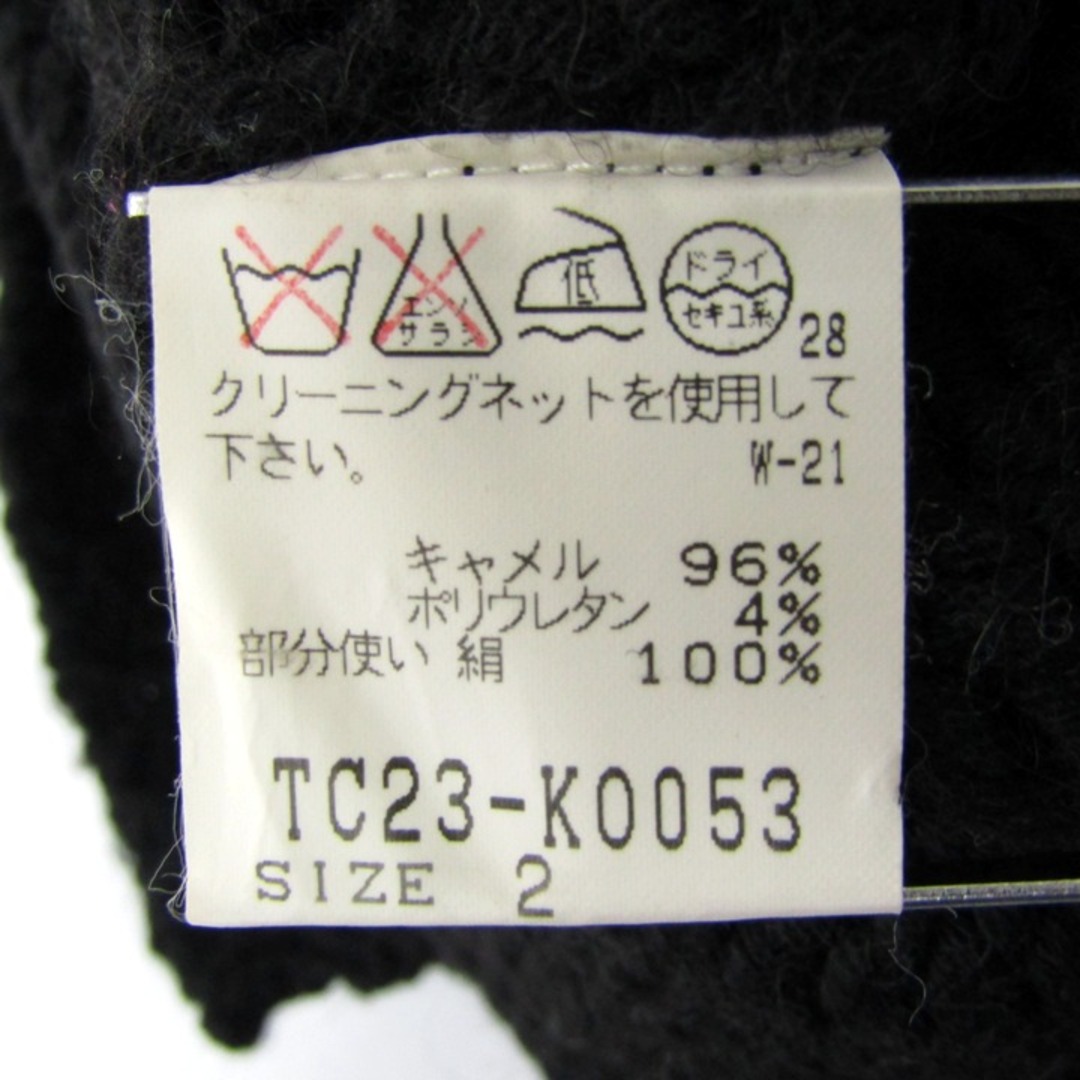 エンソサラシ 低 ドライ セキユ系 28
クリーニングネットを使用して
下さい。 W-21
キャメル 96%
ポリウレタン 4%
部分使い 絹 100%
TC23-K0053
SIZE 2